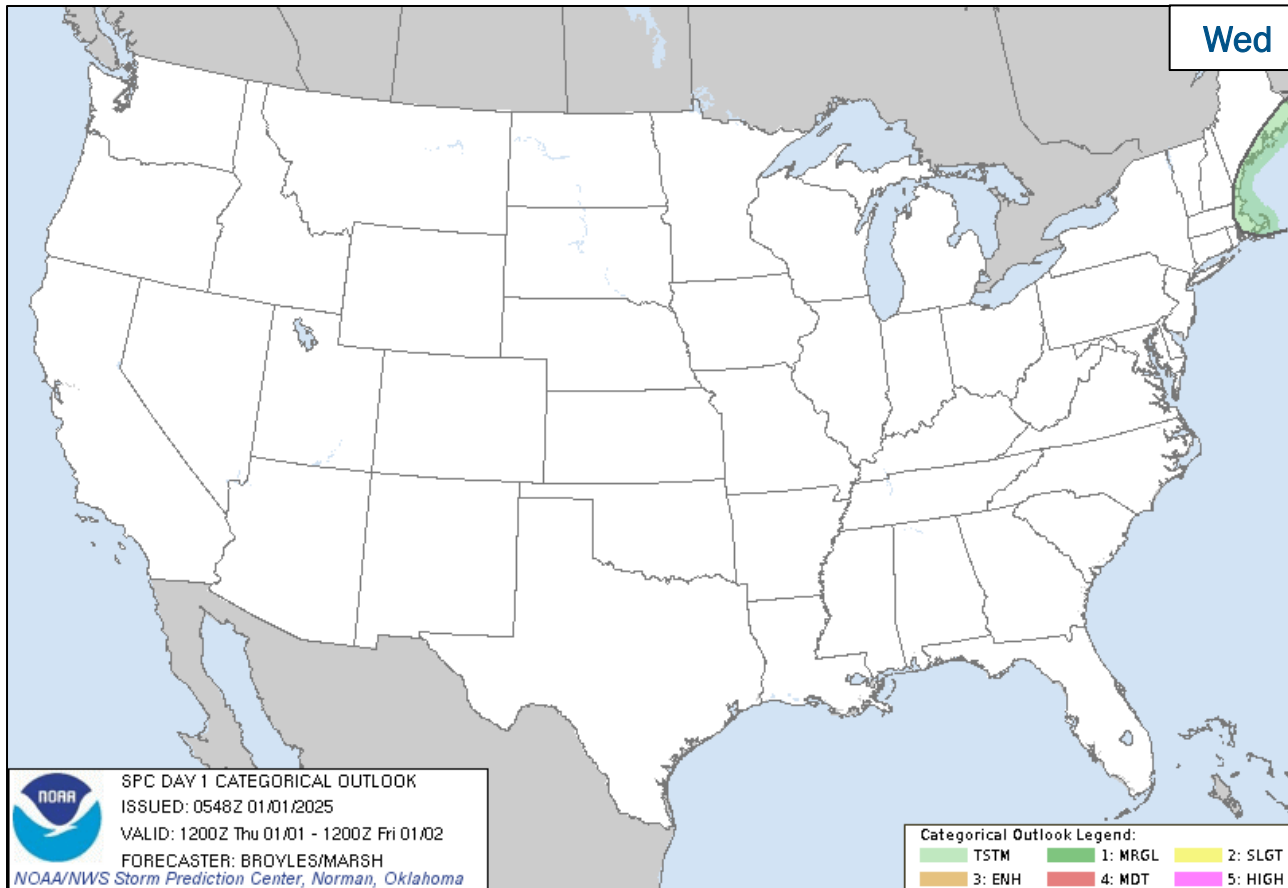 Wed
NOAA
SPC DAY 1 CATEGORICAL OUTLOOK
ISSUED: 0548Z 01/01/2025
VALID: 1200Z Thu 01/01 - 1200Z Fri 01/02
FORECASTER: BROYLES/MARSH
NOAA/NWS Storm Prediction Center, Norman, Oklahoma
Categorical Outlook Legend:
TSTM 1: MRGL 2: SLGT
3: ENH 4: MDT 5: HIGH